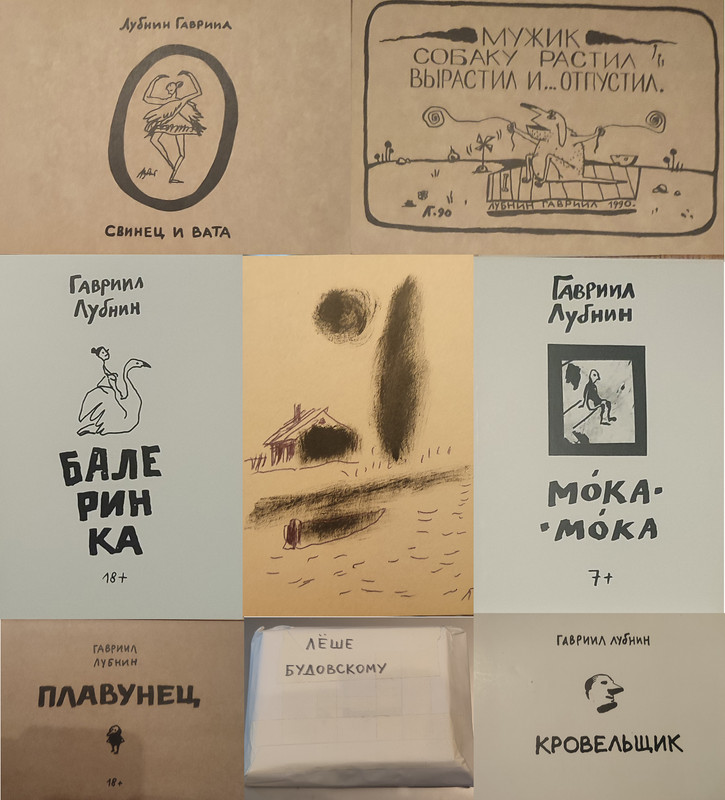 Лубнин Гавриил
СВИНЕЦ И ВАТА
МУЖИК
СОБАКУ РАСТИЛ
ВЫРАСТИЛ И... ОТПУСТИЛ.
ЛУБНИН ГАВРИИЛ 1990.
ЛГ-90
ГАВРИИЛ
Лубнин
БАЛЕ
РИН
КА
18+
ГАВРИИЛ
Лубнин
МО́КА-
-МО́КА
7+
ГАВРИИЛ
ЛУБНИН
ПЛАВУНЕЦ
18+
ЛЁШЕ
БУДОВСКОМУ
ГАВРИИЛ ЛУБНИН
КРОВЕЛЬЩИК